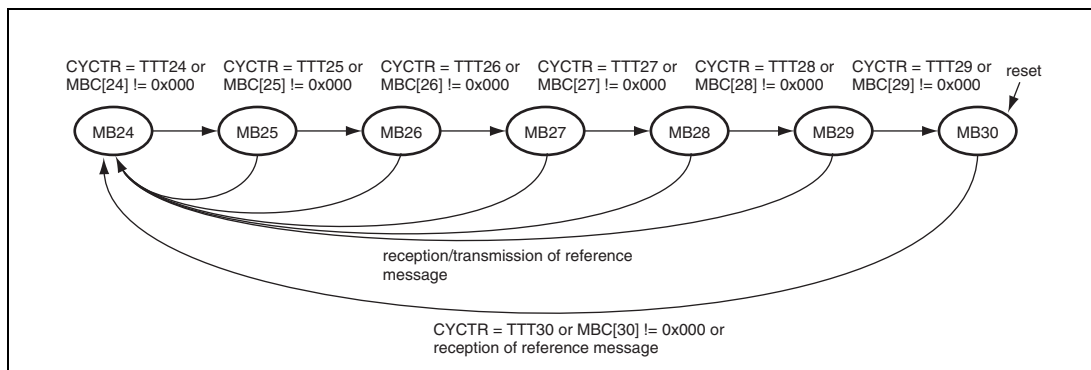 CYCTR = TTT24 or
MBC[24] != 0x000
CYCTR = TTT25 or
MBC[25] != 0x000
CYCTR = TTT26 or
MBC[26] != 0x000
CYCTR = TTT27 or
MBC[27] != 0x000
CYCTR = TTT28 or
MBC[28] != 0x000
CYCTR = TTT29 or
MBC[29] != 0x000
reset
MB24
MB25
MB26
MB27
MB28
MB29
MB30
reception/transmission of reference
message
CYCTR = TTT30 or MBC[30] != 0x000 or
reception of reference message